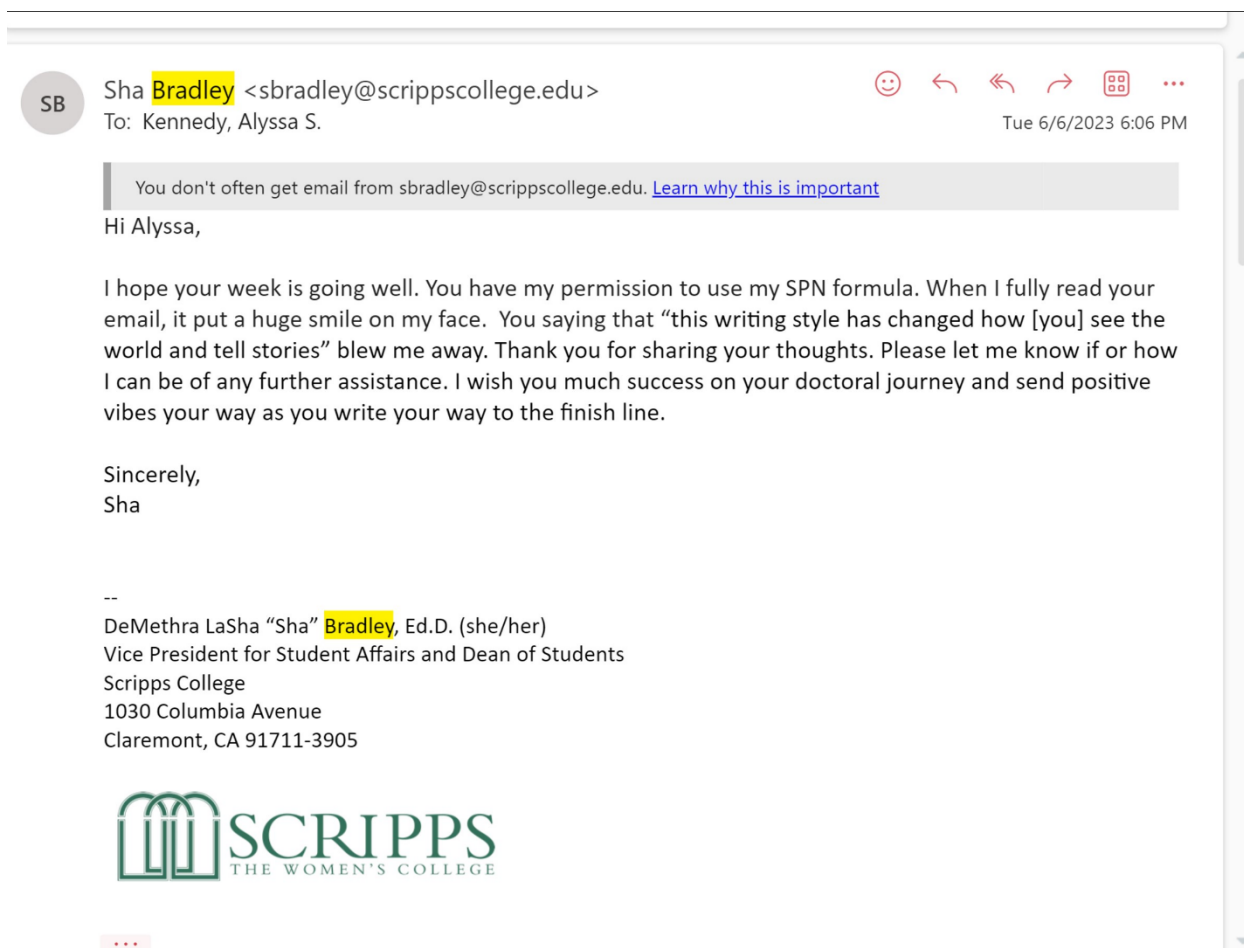 SB
Sha Bradley <sbradley@scrippscollege.edu>
To: Kennedy, Alyssa S.
Tue 6/6/2023 6:06 PM
You don't often get email from sbradley@scrippscollege.edu. Learn why this is important
Hi Alyssa,
I hope your week is going well. You have my permission to use my SPN formula. When I fully read your
email, it put a huge smile on my face.  You saying that “this writing style has changed how [you] see the
world and tell stories” blew me away. Thank you for sharing your thoughts. Please let me know if or how
I can be of any further assistance. I wish you much success on your doctoral journey and send positive
vibes your way as you write your way to the finish line.
Sincerely,
Sha
--
DeMethra LaSha “Sha” Bradley, Ed.D. (she/her)
Vice President for Student Affairs and Dean of Students
Scripps College
1030 Columbia Avenue
Claremont, CA 91711-3905
SCRIPPS
THE WOMEN'S COLLEGE